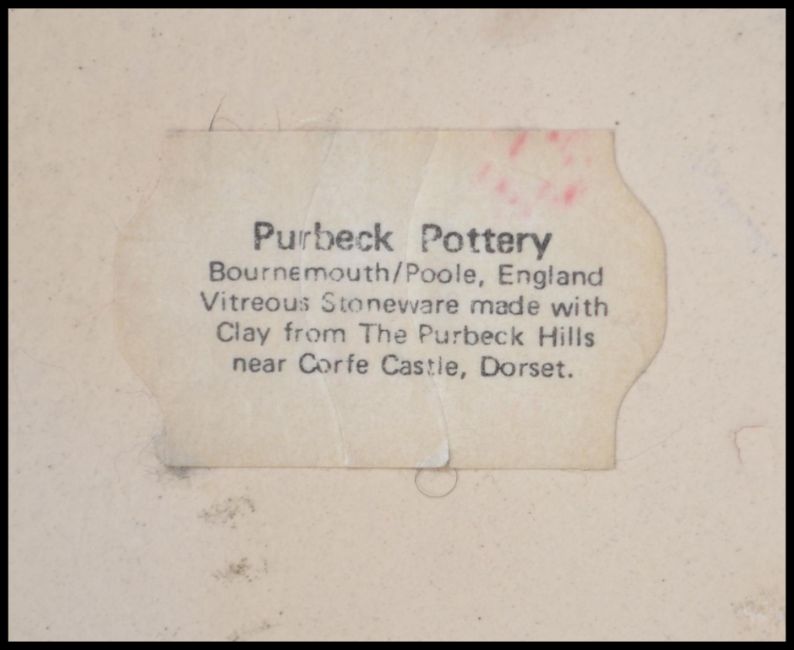 Purbeck Pottery
Bournemouth/Poole, England
Vitreous Stoneware made with
Clay from The Purbeck Hills
near Corfe Castle, Dorset.